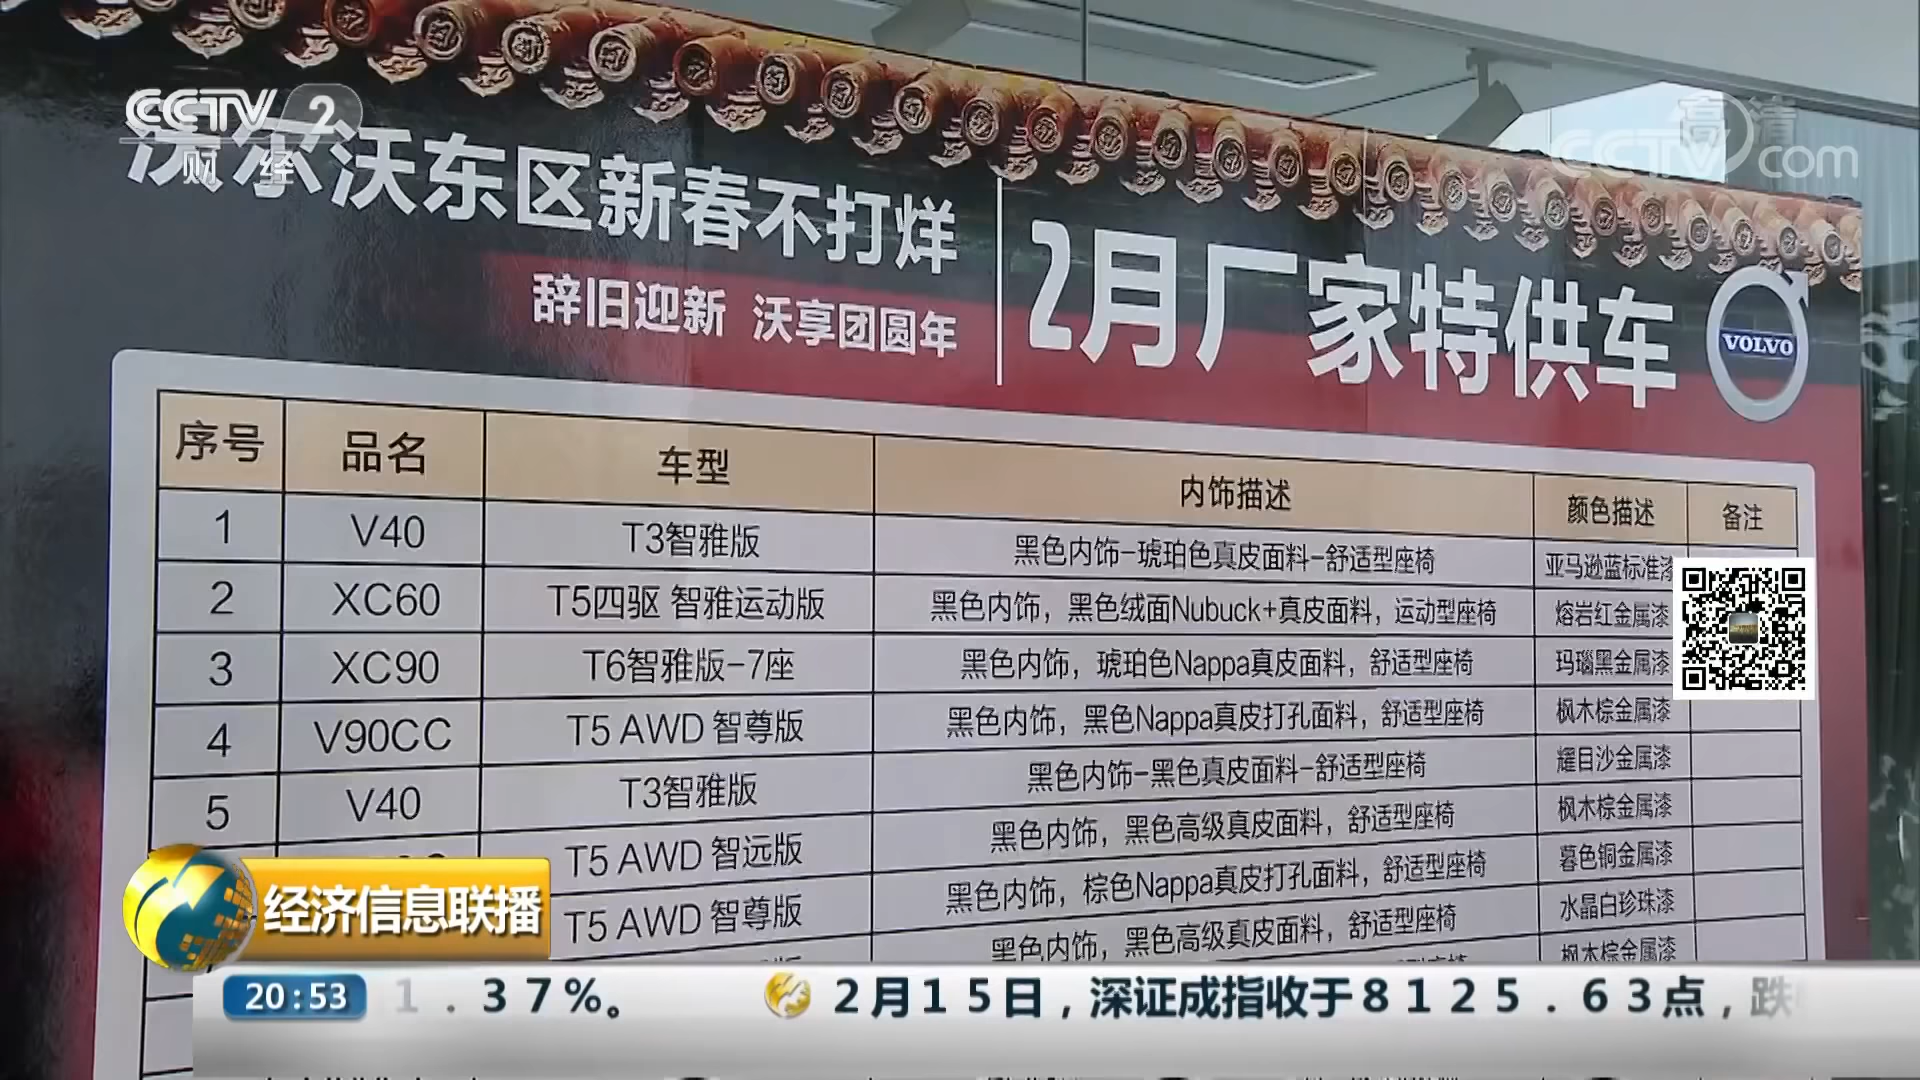 CCTV 2
财经
高清
CCTV com
沃尔沃东区新春不打烊
辞旧迎新 沃享团圆年
2月厂家特供车
VOLVO
序号 品名 车型 内饰描述 颜色描述 备注
1 V40 T3智雅版 黑色内饰-琥珀色真皮面料-舒适型座椅 亚马逊蓝标准漆
2 XC60 T5四驱 智雅运动版 黑色内饰，黑色绒面Nubuck+真皮面料，运动型座椅 熔岩红金属漆
3 XC90 T6智雅版-7座 黑色内饰，琥珀色Nappa真皮面料，舒适型座椅 玛瑙黑金属漆
4 V90CC T5 AWD 智尊版 黑色内饰，黑色Nappa真皮打孔面料，舒适型座椅 枫木棕金属漆
5 V40 T3智雅版 黑色内饰-黑色真皮面料-舒适型座椅 耀目沙金属漆
T5 AWD 智远版 黑色内饰，黑色高级真皮面料，舒适型座椅 枫木棕金属漆
T5 AWD 智尊版 黑色内饰，棕色Nappa真皮打孔面料，舒适型座椅 暮色铜金属漆
黑色内饰，黑色高级真皮面料，舒适型座椅 水晶白珍珠漆
枫木棕金属漆
经济信息联播
20:53 1.37%。 2月15日，深证成指收于8125.63点，跌